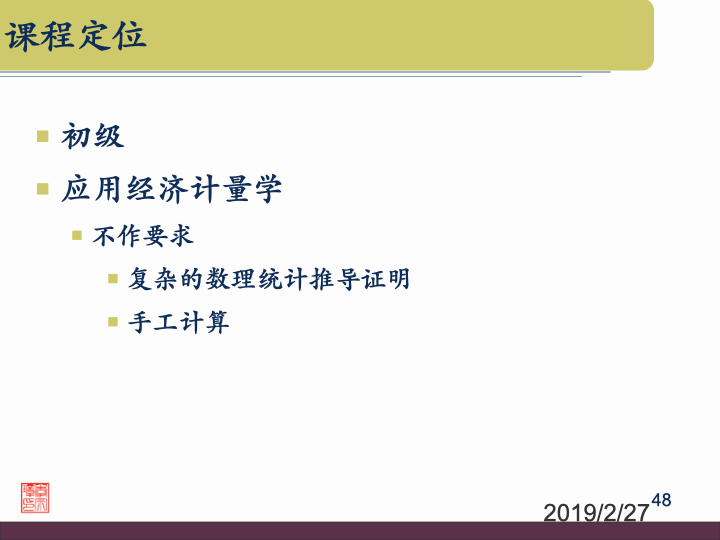 课程定位
初级
应用经济计量学
不作要求
复杂的数理统计推导证明
手工计算
2019/2/27
48